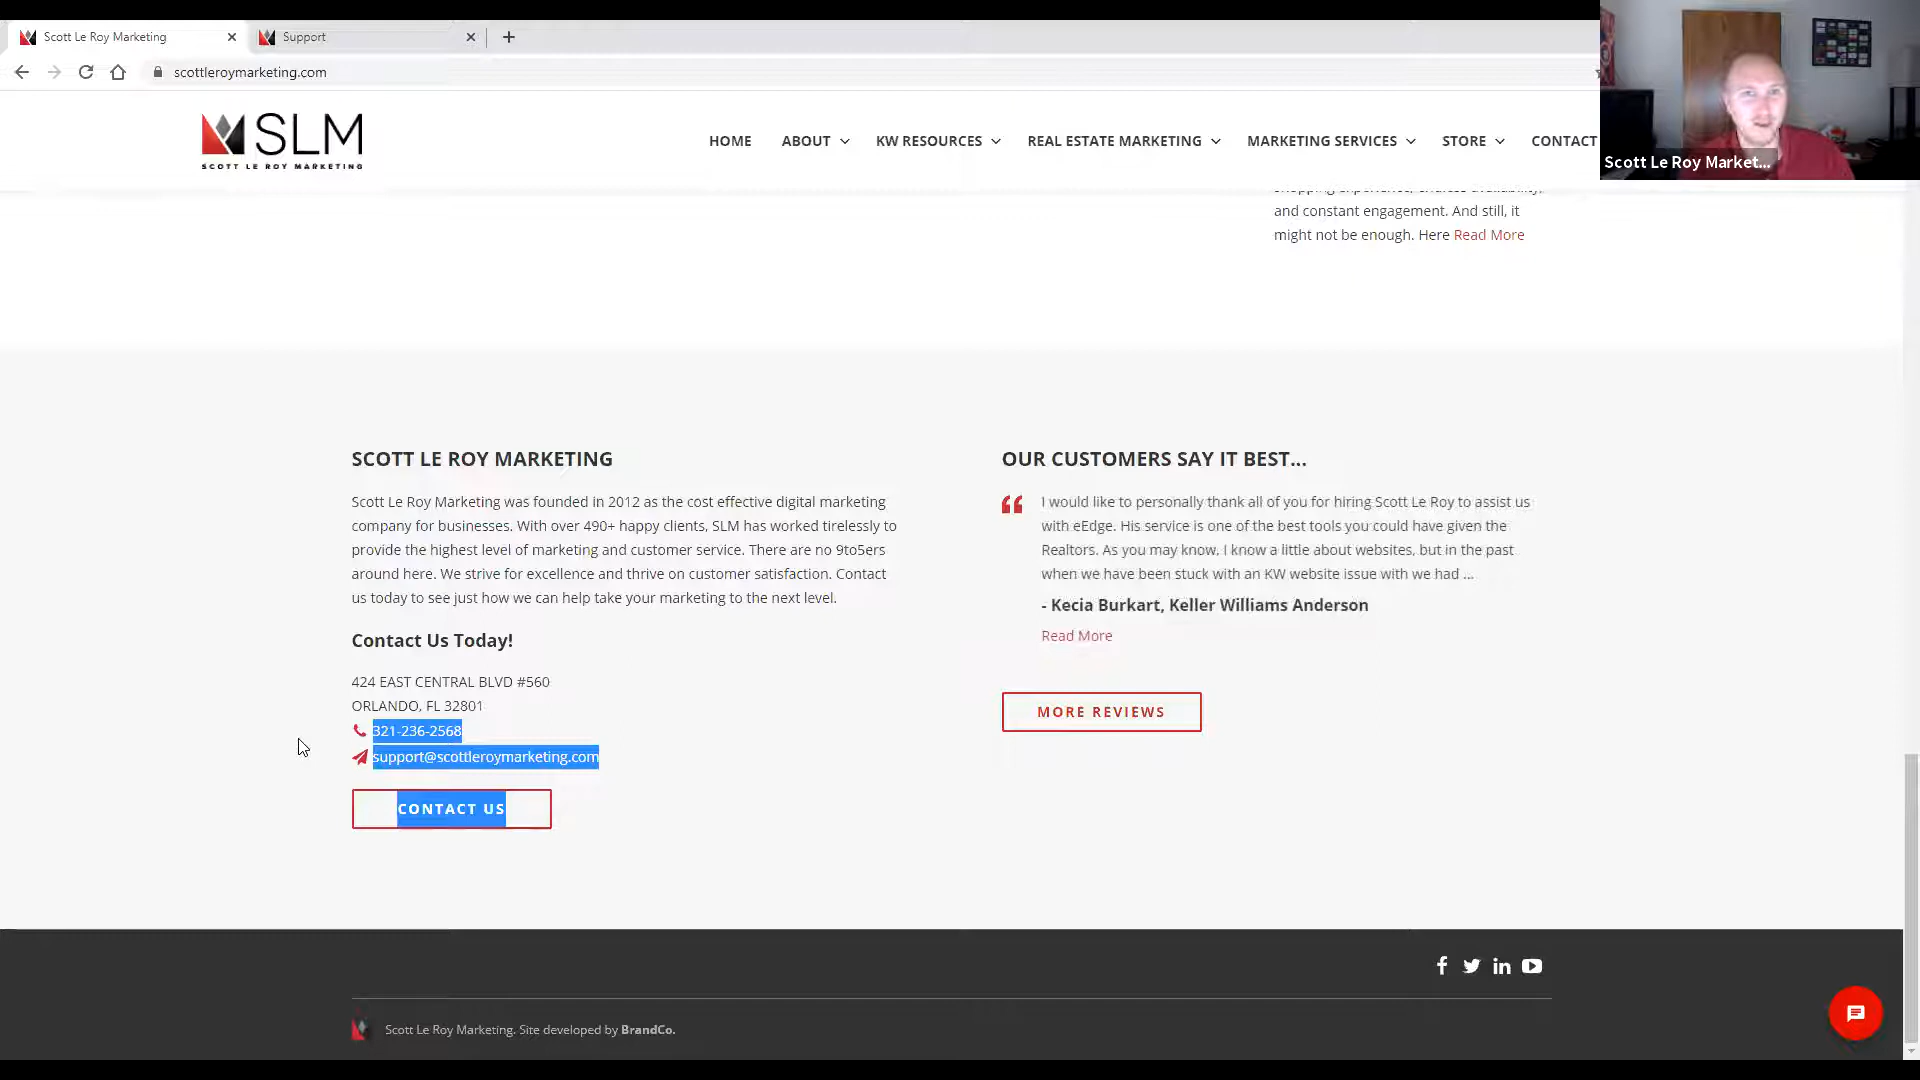 Scott Le Roy Marketing
Support
scottleroymarketing.com
SLM
SCOTT LE ROY MARKETING
HOME
ABOUT
KW RESOURCES
REAL ESTATE MARKETING
MARKETING SERVICES
STORE
CONTACT
Scott Le Roy Market...
and constant engagement. And still, it
might not be enough. Here Read More
SCOTT LE ROY MARKETING
Scott Le Roy Marketing was founded in 2012 as the cost effective digital marketing
company for businesses. With over 490+ happy clients, SLM has worked tirelessly to
provide the highest level of marketing and customer service. There are no 9to5ers
around here. We strive for excellence and thrive on customer satisfaction. Contact
us today to see just how we can help take your marketing to the next level.
Contact Us Today!
424 EAST CENTRAL BLVD #560
ORLANDO, FL 32801
321-236-2568
support@scottleroymarketing.com
CONTACT US
OUR CUSTOMERS SAY IT BEST...
I would like to personally thank all of you for hiring Scott Le Roy to assist us
with eEdge. His service is one of the best tools you could have given the
Realtors. As you may know, I know a little about websites, but in the past
when we have been stuck with an KW website issue with we had ...
- Kecia Burkart, Keller Williams Anderson
Read More
MORE REVIEWS
Scott Le Roy Marketing. Site developed by BrandCo.